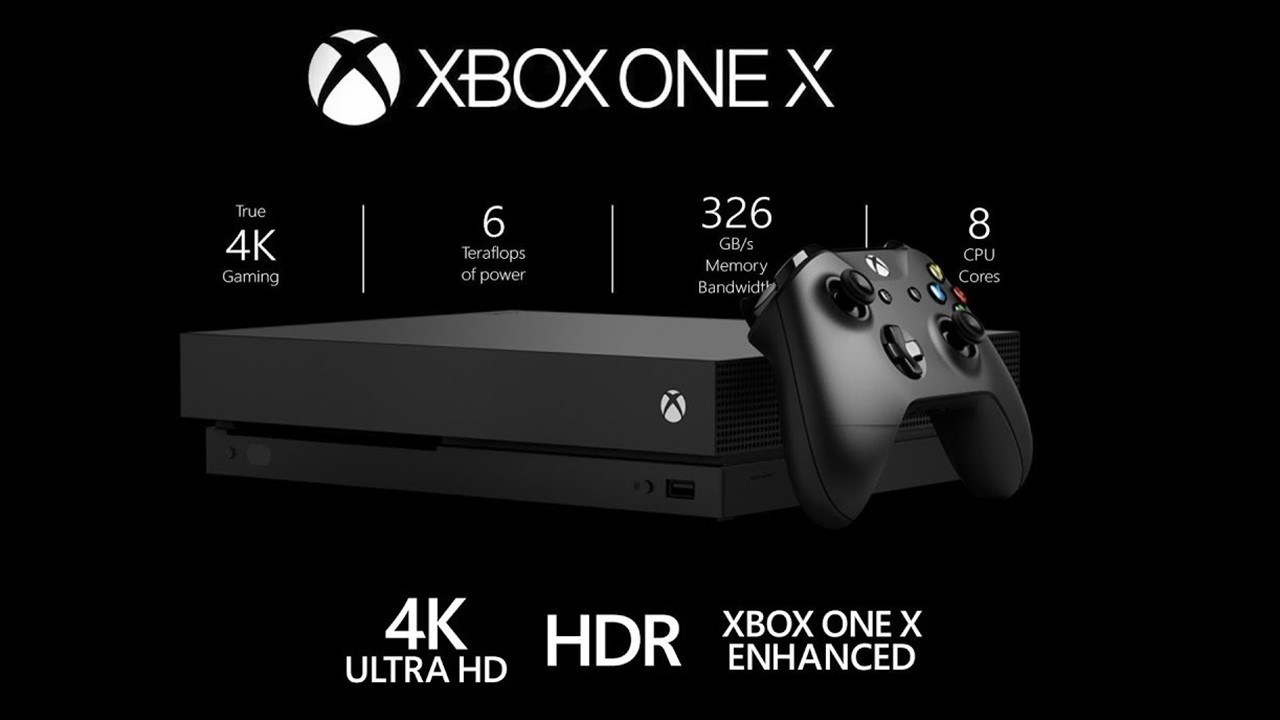 XBOX ONE X
True
4K
Gaming
6
Teraflops
of power
326
GB/s
Memory
Bandwidth
8
CPU
Cores
4K
ULTRA HD
HDR
XBOX ONE X
ENHANCED